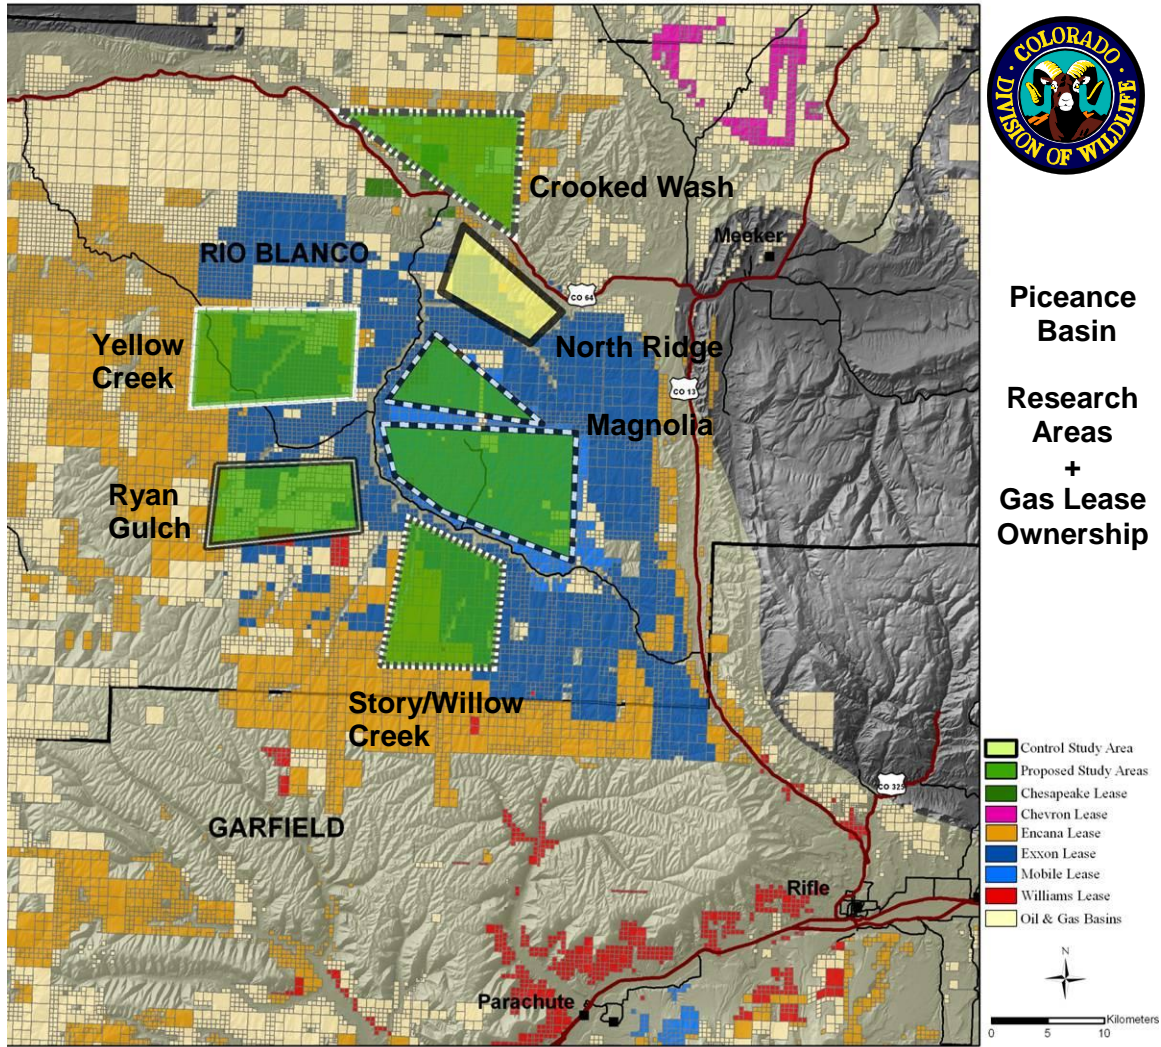 COLORADO
DIVISION OF WILDLIFE
Crooked Wash
Meeker
RIO BLANCO
CO 64
Piceance
Basin
Yellow
Creek
North Ridge
CO 13
Research
Areas
+
Gas Lease
Ownership
Magnolia
Ryan
Gulch
Story/Willow
Creek
Control Study Area
Proposed Study Areas
Chesapeake Lease
Chevron Lease
Encana Lease
Exxon Lease
Mobile Lease
Williams Lease
Oil & Gas Basins
CO 325
GARFIELD
Rifle
Parachute
N
Kilometers
0 5 10